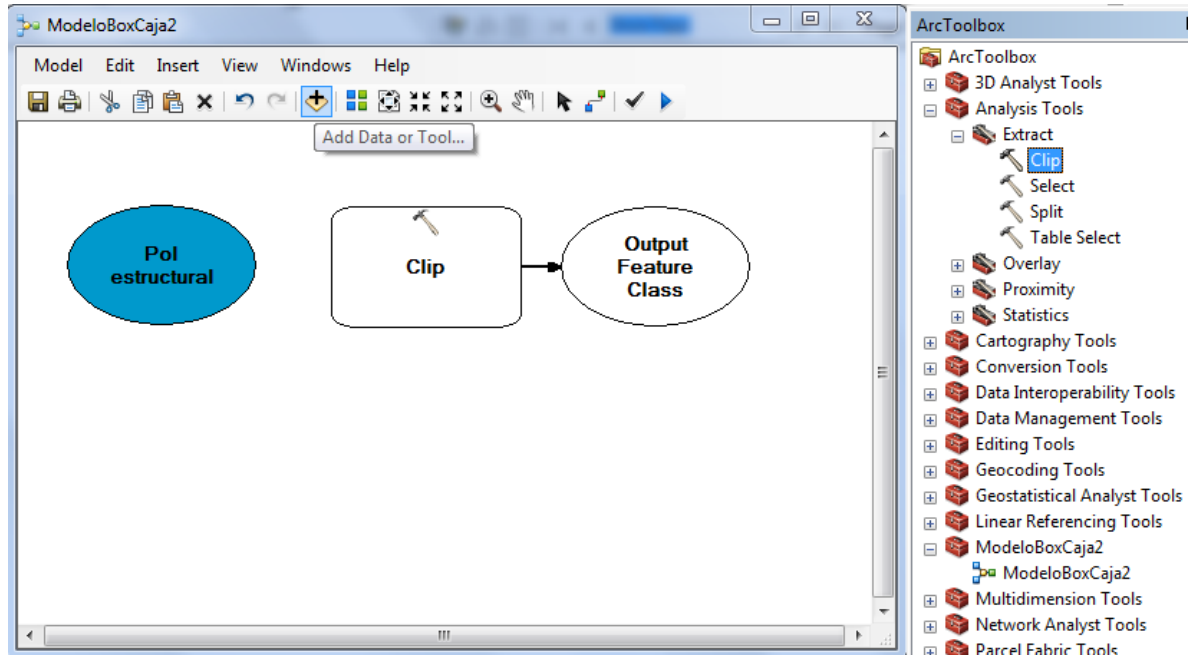 ModeloBoxCaja2
Model Edit Insert View Windows Help
Add Data or Tool...
Pol
estructural
Clip
Output
Feature
Class
ArcToolbox
ArcToolbox
3D Analyst Tools
Analysis Tools
Extract
Clip
Select
Split
Table Select
Overlay
Proximity
Statistics
Cartography Tools
Conversion Tools
Data Interoperability Tools
Data Management Tools
Editing Tools
Geocoding Tools
Geostatistical Analyst Tools
Linear Referencing Tools
ModeloBoxCaja2
ModeloBoxCaja2
Multidimension Tools
Network Analyst Tools
Parcel Fabric Tools